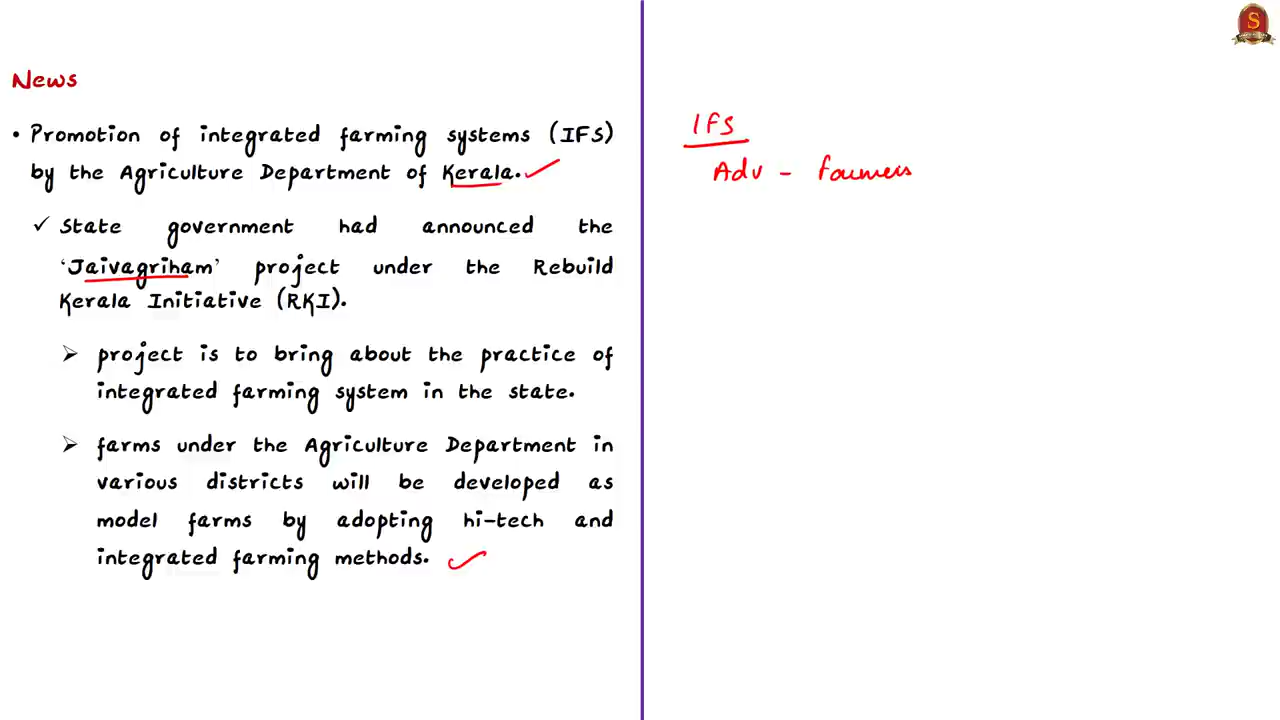 News
• Promotion of integrated farming systems (IFS)
by the Agriculture Department of Kerala.
✓ State government had announced the
‘Jaivagriham’ project under the Rebuild
Kerala Initiative (RKI).
➢ project is to bring about the practice of
integrated farming system in the state.
➢ farms under the Agriculture Department in
various districts will be developed as
model farms by adopting hi-tech and
integrated farming methods.
S
IFS
Adv - farmers